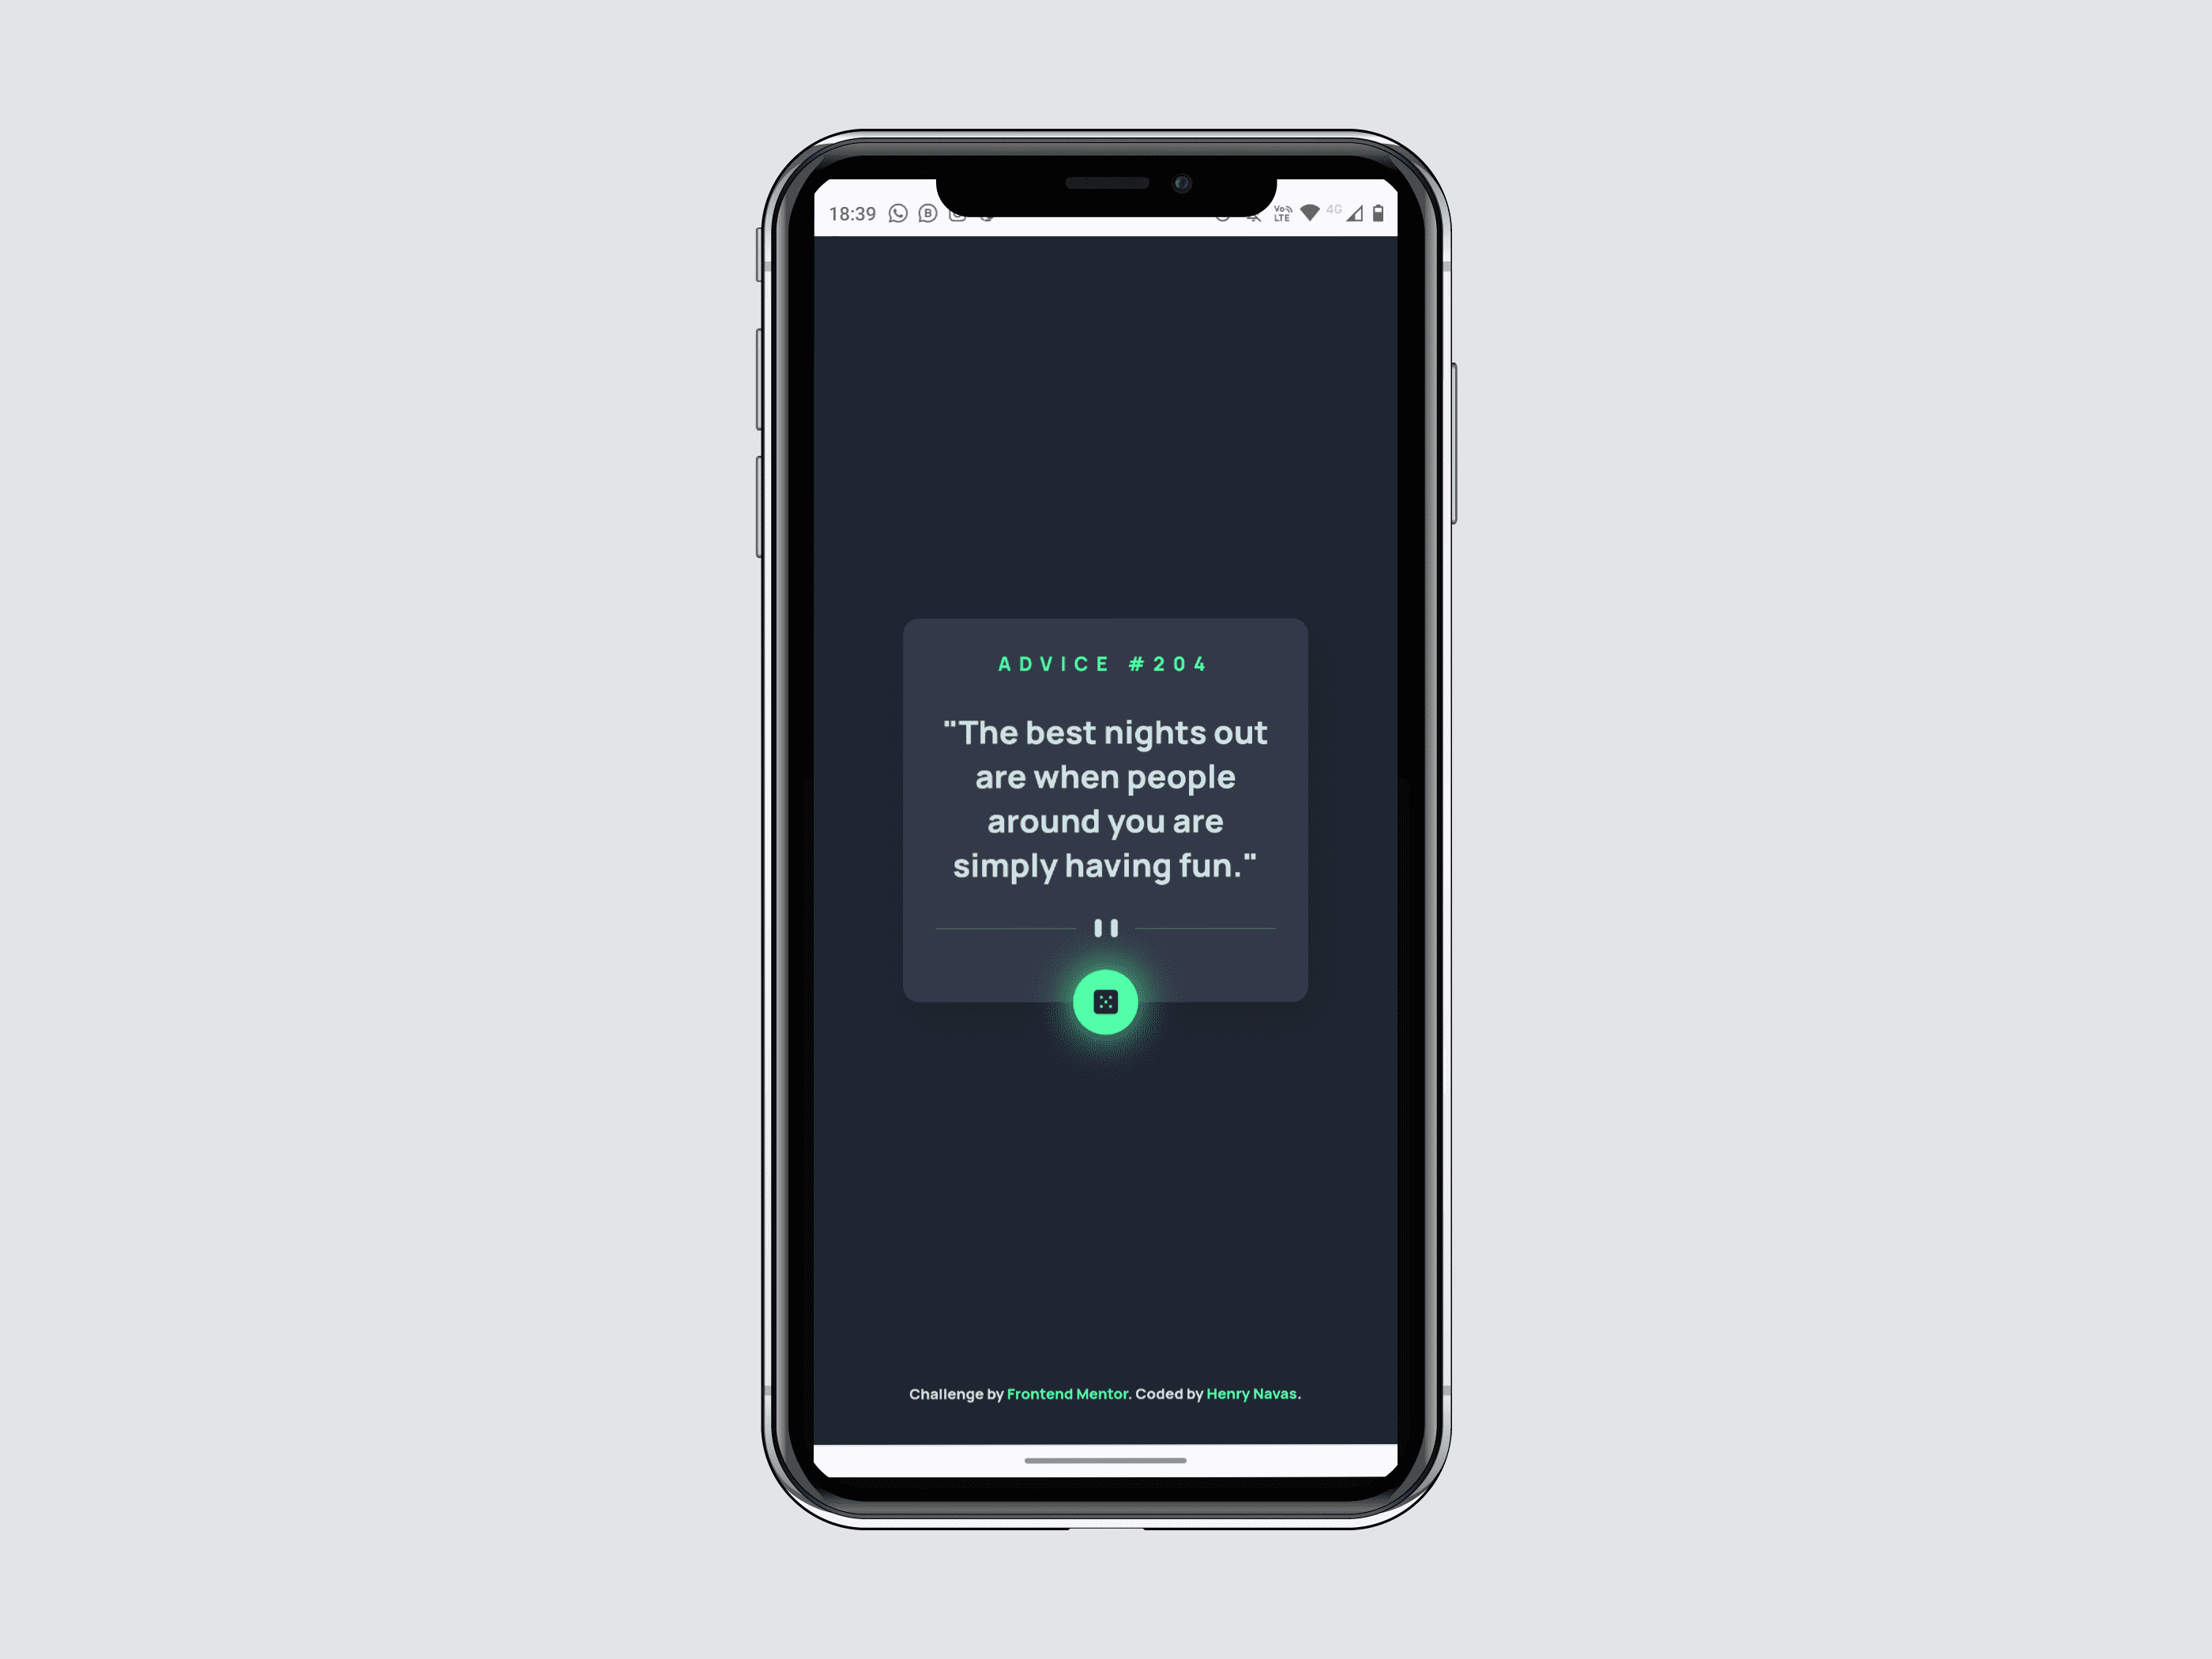 18:39 B Vo LTE 4G
ADVICE #204
"The best nights out
are when people
around you are
simply having fun."
Challenge by Frontend Mentor. Coded by Henry Navas.